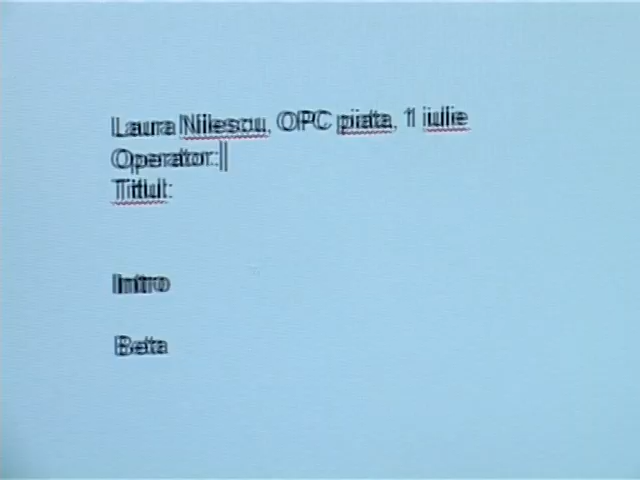 Laura Nilescu, OPC piata, 1 iulie
Operator:
Titlul:
Intro
Beta